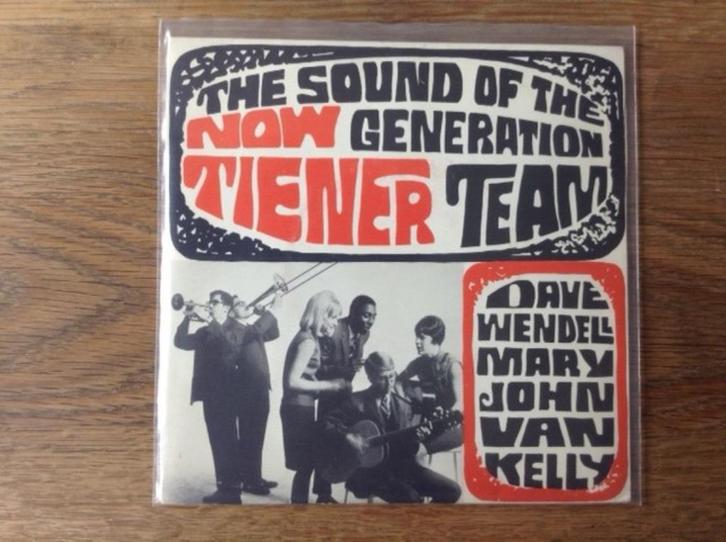 THE SOUND OF THE
NOW GENERATION
TIENER TEAM
DAVE
WENDELL
MARY
JOHN
VAN
KELLY